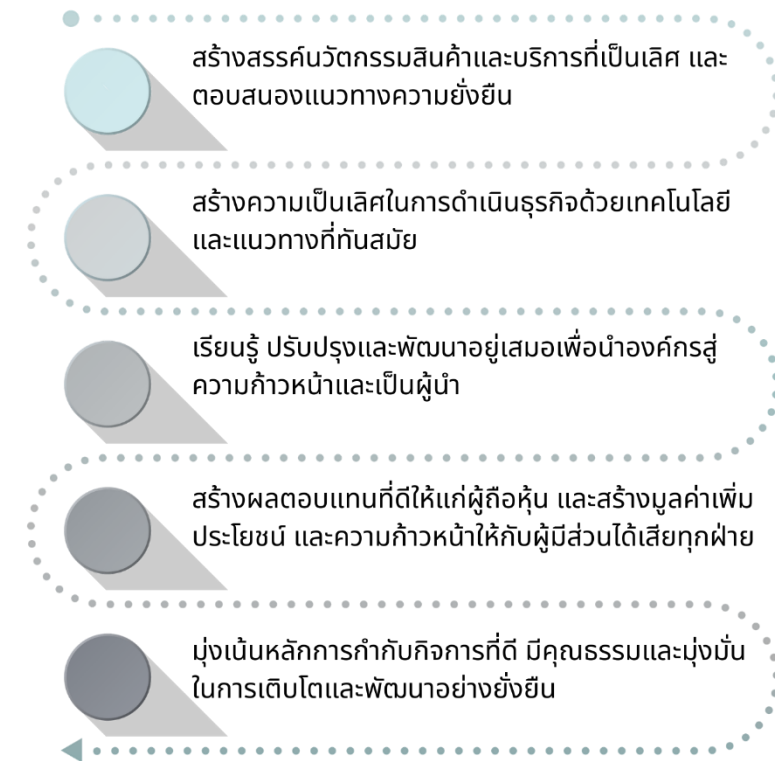 สร้างสรรค์นวัตกรรมสินค้าและบริการที่เป็นเลิศ และ
ตอบสนองแนวทางความยั่งยืน
สร้างความเป็นเลิศในการดำเนินธุรกิจด้วยเทคโนโลยี
และแนวทางที่ทันสมัย
เรียนรู้ ปรับปรุงและพัฒนาอยู่เสมอเพื่อนำองค์กรสู่
ความก้าวหน้าและเป็นผู้นำ
สร้างผลตอบแทนที่ดีให้แก่ผู้ถือหุ้น และสร้างมูลค่าเพิ่ม
ประโยชน์ และความก้าวหน้าให้กับผู้มีส่วนได้เสียทุกฝ่าย
มุ่งเน้นหลักการกำกับกิจการที่ดี มีคุณธรรมและมุ่งมั่น
ในการเติบโตและพัฒนาอย่างยั่งยืน